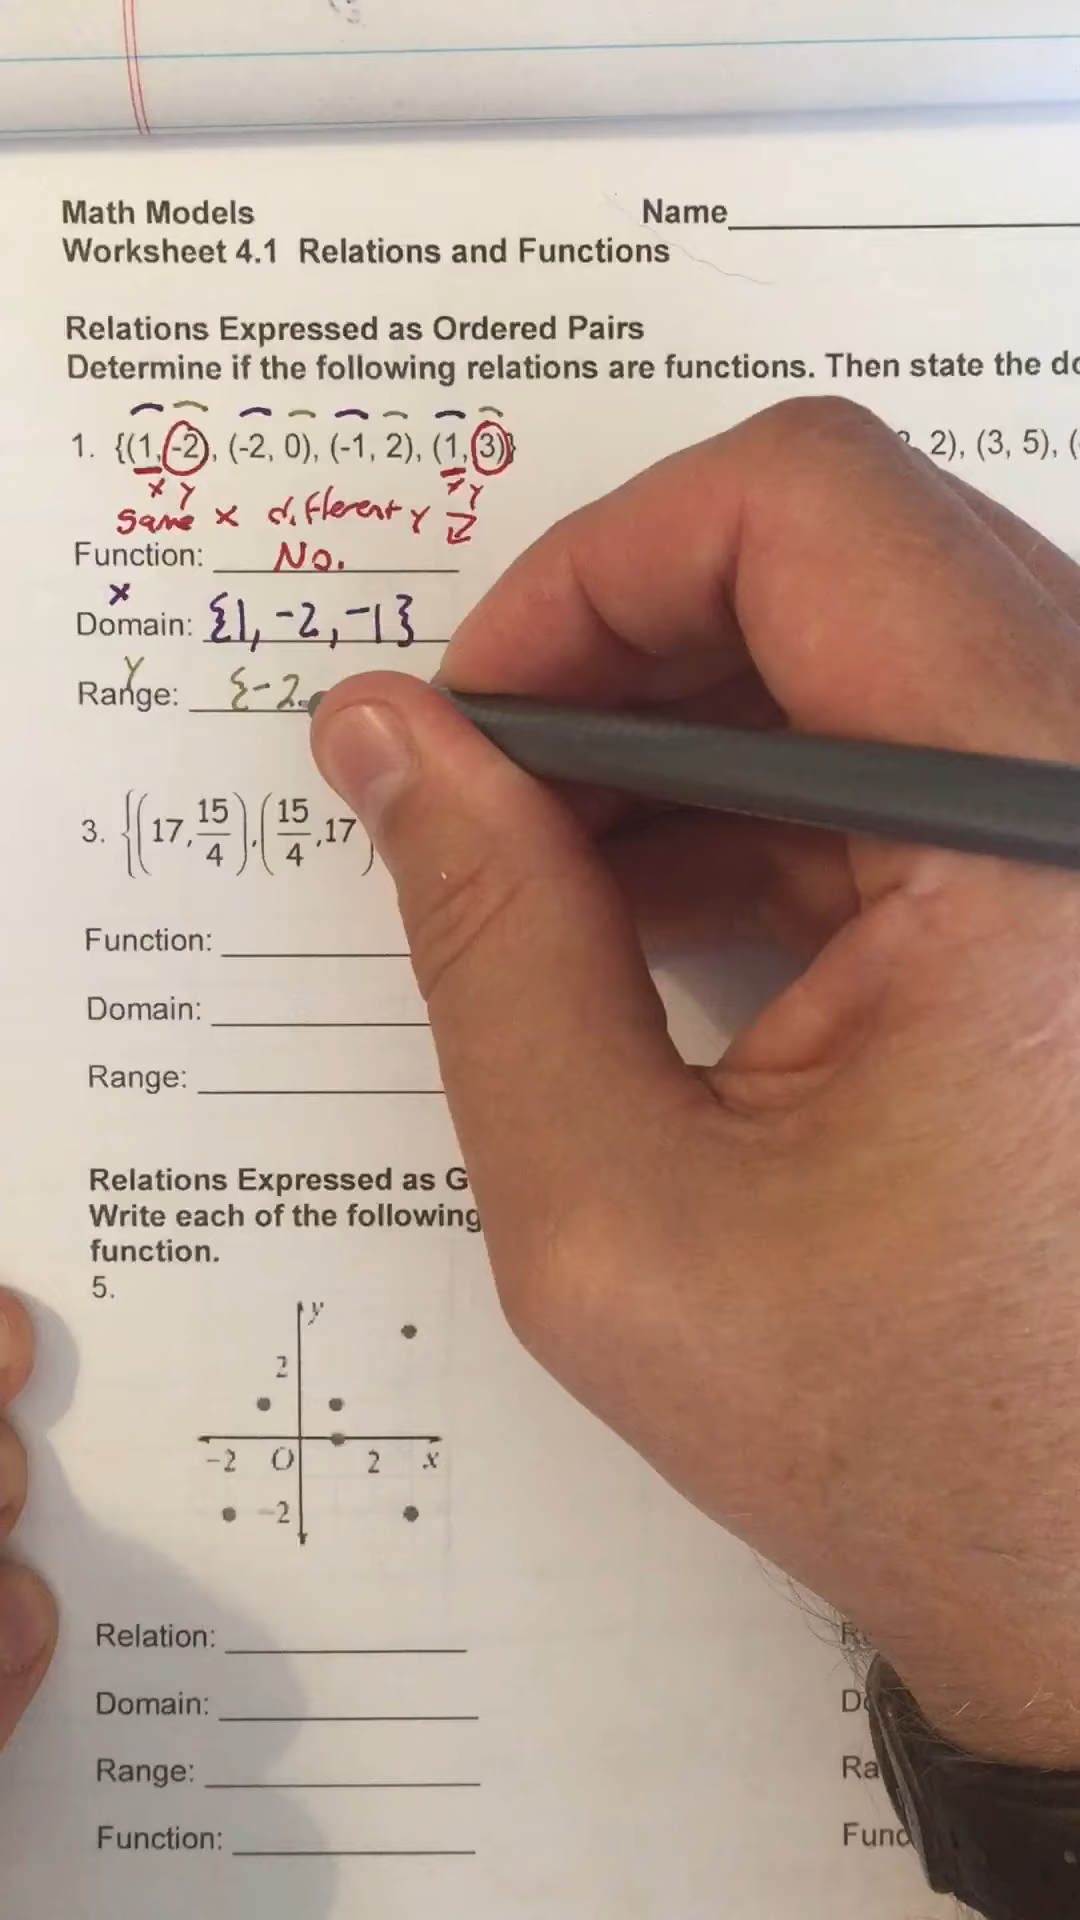 Math Models Name
Worksheet 4.1 Relations and Functions
Relations Expressed as Ordered Pairs
Determine if the following relations are functions. Then state the
1. {(1, -2), (-2, 0), (-1, 2), (1, 3)}
2), (3, 5), (
x y x y
same x different y
Function: No.
x
Domain: {1, -2, -1}
y
Range: {-2
3. {(17, 15/4), (15/4, 17
Function:
Domain:
Range:
Relations Expressed as
Write each of the following
function.
5.
y
2
-2 O 2 x
-2
Relation:
Domain:
Range:
Function: